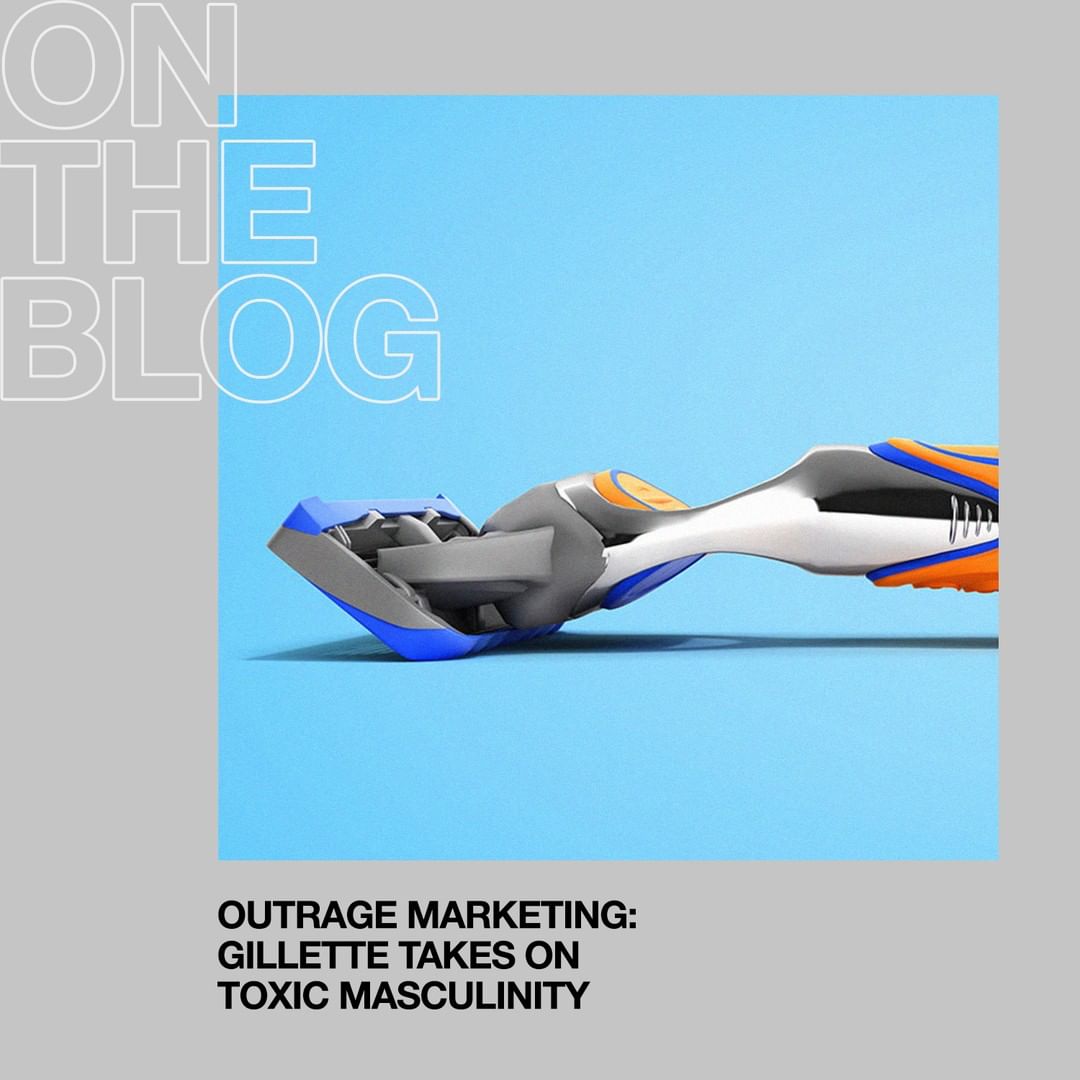 ON
THE
BLOG
OUTRAGE MARKETING:
GILLETTE TAKES ON
TOXIC MASCULINITY